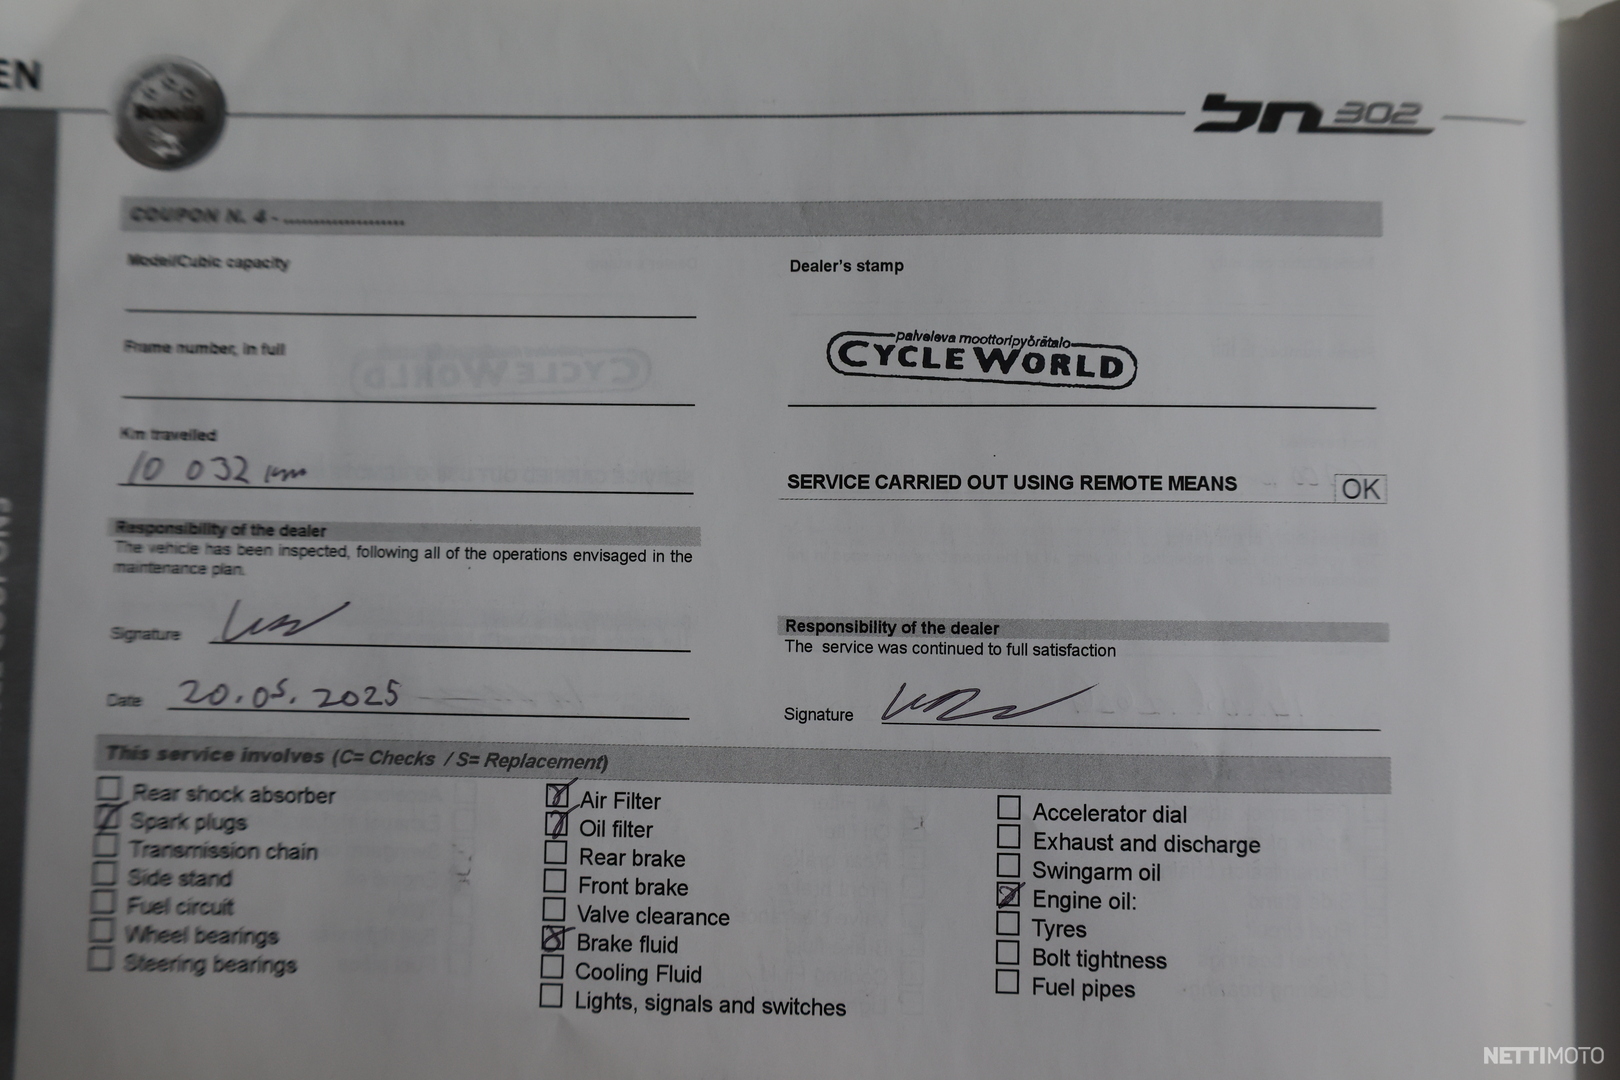 EN
Benelli
bn 302
COUPON N. 4 - ......................
Model/Cubic capacity
Dealer's stamp
palveleva moottoripyörätalo
CYCLE WORLD
Frame number, in full
Km travelled
10 032 km
SERVICE CARRIED OUT USING REMOTE MEANS
OK
Responsibility of the dealer
The vehicle has been inspected, following all of the operations envisaged in the
maintenance plan.
Signature
Date 20.05.2025
Responsibility of the dealer
The service was continued to full satisfaction
Signature
This service involves (C= Checks / S= Replacement)
Rear shock absorber
Spark plugs
Transmission chain
Side stand
Fuel circuit
Wheel bearings
Steering bearings
Air Filter
Oil filter
Rear brake
Front brake
Valve clearance
Brake fluid
Cooling Fluid
Lights, signals and switches
Accelerator dial
Exhaust and discharge
Swingarm oil
Engine oil:
Tyres
Bolt tightness
Fuel pipes
NETTIMOTO